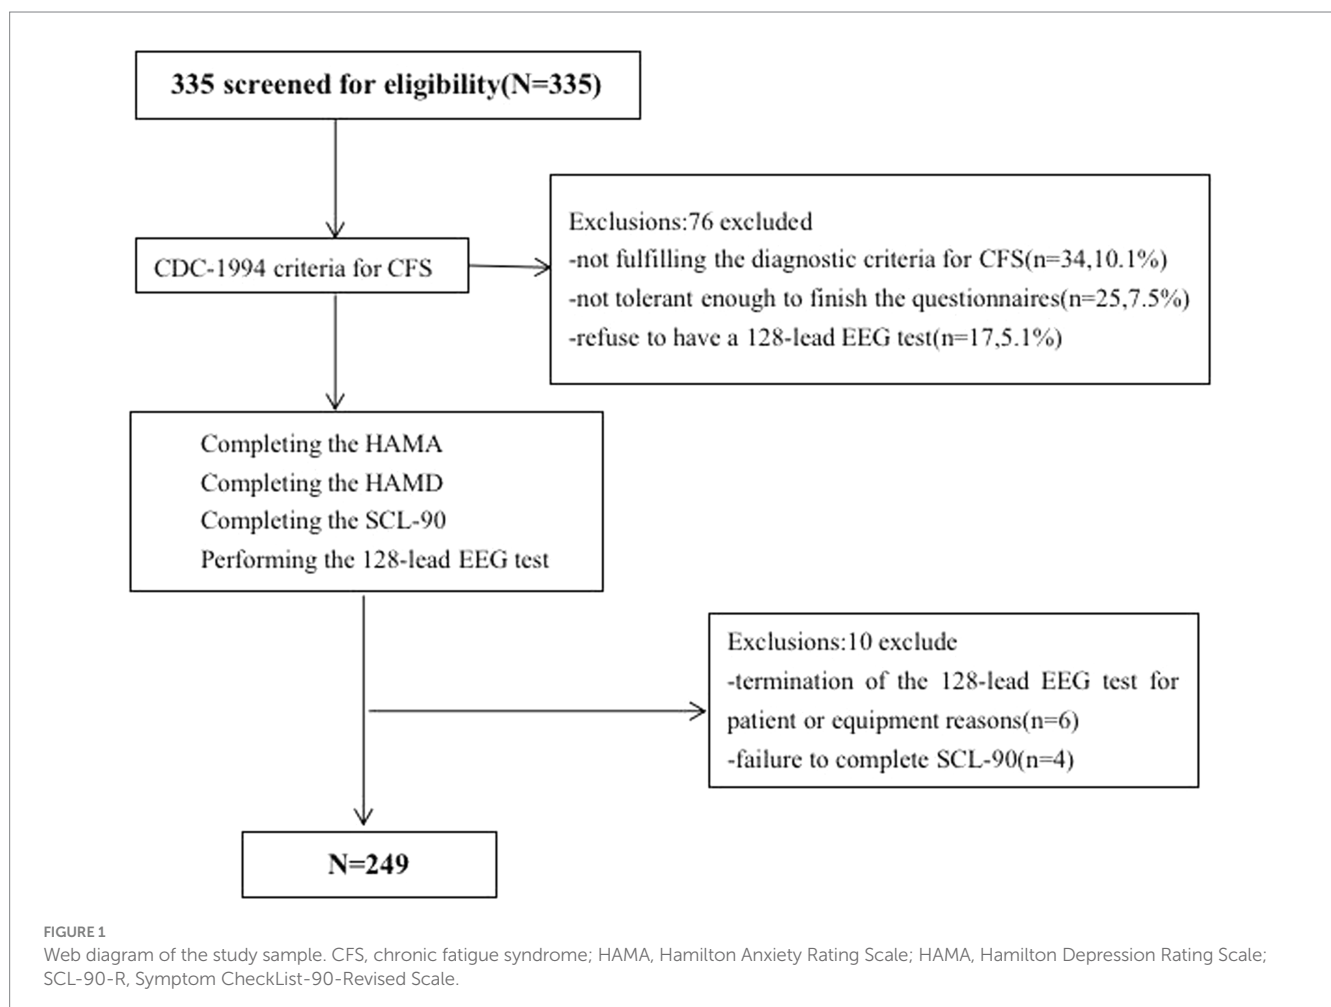 335 screened for eligibility(N=335)
CDC-1994 criteria for CFS
Exclusions:76 excluded
-not fulfilling the diagnostic criteria for CFS(n=34,10.1%)
-not tolerant enough to finish the questionnaires(n=25,7.5%)
-refuse to have a 128-lead EEG test(n=17,5.1%)
Completing the HAMA
Completing the HAMD
Completing the SCL-90
Performing the 128-lead EEG test
Exclusions:10 exclude
-termination of the 128-lead EEG test for
patient or equipment reasons(n=6)
-failure to complete SCL-90(n=4)
N=249
FIGURE 1
Web diagram of the study sample. CFS, chronic fatigue syndrome; HAMA, Hamilton Anxiety Rating Scale; HAMA, Hamilton Depression Rating Scale;
SCL-90-R, Symptom CheckList-90-Revised Scale.